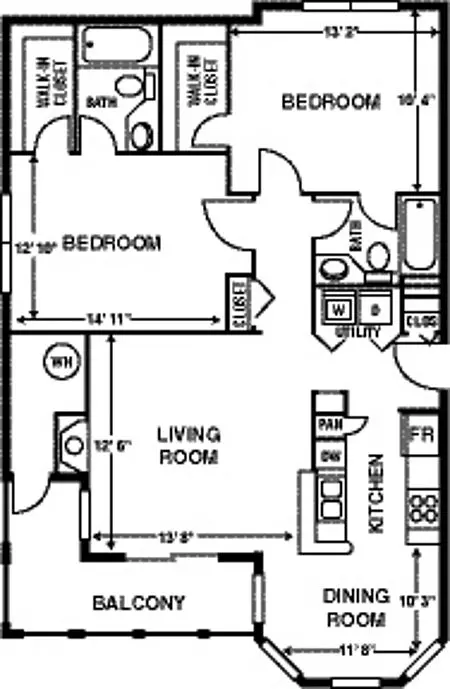 13' 2"
WALK-IN
CLOSET
WALK-IN
CLOSET
BATH
BEDROOM
16' 4"
BATH
12' 10"
BEDROOM
14' 11"
CLOSET
W
D
UTILITY
CLOS
WH
LIVING
ROOM
12' 6"
13' 8"
PAN
DW
FR
KITCHEN
BALCONY
DINING
ROOM
10' 3"
11' 8"